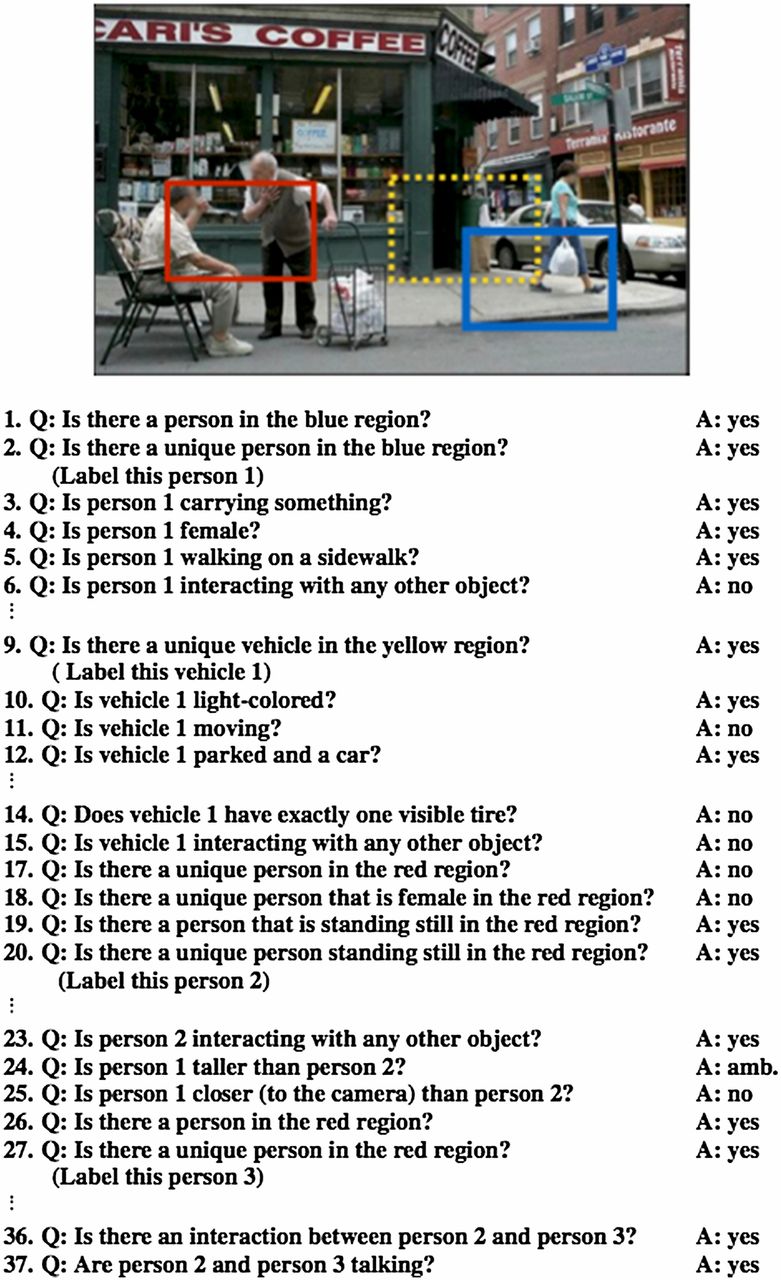 CARI'S COFFEE
COFFEE
SALEM ST
Terramia Ristorante
Terramia
COFFEE
1. Q: Is there a person in the blue region? A: yes
2. Q: Is there a unique person in the blue region? A: yes
(Label this person 1)
3. Q: Is person 1 carrying something? A: yes
4. Q: Is person 1 female? A: yes
5. Q: Is person 1 walking on a sidewalk? A: yes
6. Q: Is person 1 interacting with any other object? A: no
⋮
9. Q: Is there a unique vehicle in the yellow region? A: yes
( Label this vehicle 1)
10. Q: Is vehicle 1 light-colored? A: yes
11. Q: Is vehicle 1 moving? A: no
12. Q: Is vehicle 1 parked and a car? A: yes
⋮
14. Q: Does vehicle 1 have exactly one visible tire? A: no
15. Q: Is vehicle 1 interacting with any other object? A: no
17. Q: Is there a unique person in the red region? A: no
18. Q: Is there a unique person that is female in the red region? A: no
19. Q: Is there a person that is standing still in the red region? A: yes
20. Q: Is there a unique person standing still in the red region? A: yes
(Label this person 2)
⋮
23. Q: Is person 2 interacting with any other object? A: yes
24. Q: Is person 1 taller than person 2? A: amb.
25. Q: Is person 1 closer (to the camera) than person 2? A: no
26. Q: Is there a person in the red region? A: yes
27. Q: Is there a unique person in the red region? A: yes
(Label this person 3)
⋮
36. Q: Is there an interaction between person 2 and person 3? A: yes
37. Q: Are person 2 and person 3 talking? A: yes